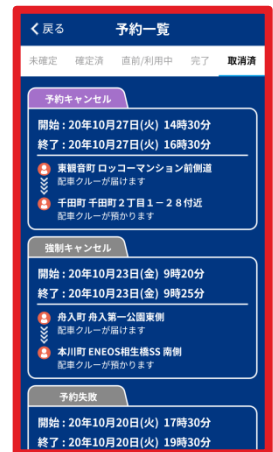 戻る 予約一覧
未確定 確定済 直前/利用中 完了 取消済
予約キャンセル
開始：20年10月27日(火) 14時30分
終了：20年10月27日(火) 16時30分
東観音町 ロッコーマンション前側道
配車クルーが届けます
千田町 千田町２丁目１－２８付近
配車クルーが預かります
強制キャンセル
開始：20年10月23日(金) 9時20分
終了：20年10月23日(金) 9時25分
舟入町 舟入第一公園東側
配車クルーが届けます
本川町 ENEOS相生橋SS 南側
配車クルーが預かります
予約失敗
開始：20年10月20日(火) 17時30分
終了：20年10月20日(火) 19時30分